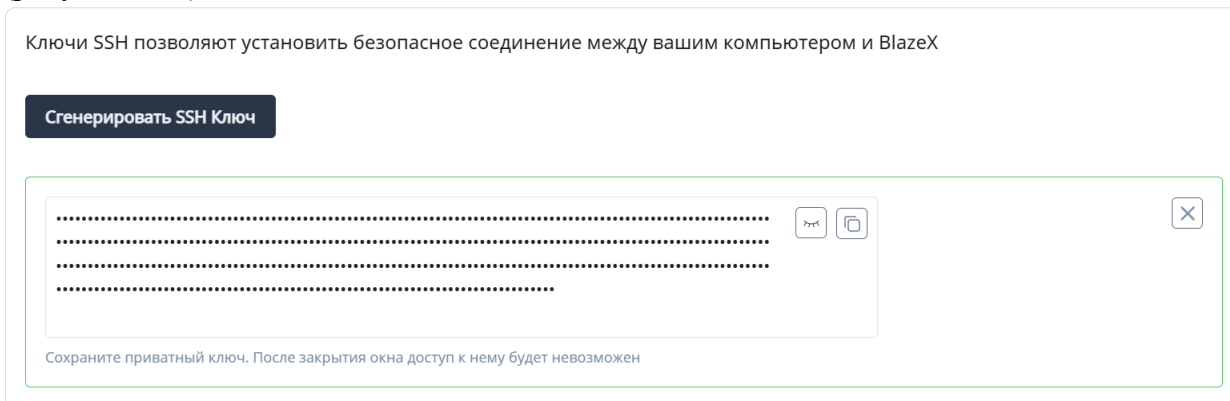 Ключи SSH позволяют установить безопасное соединение между вашим компьютером и BlazeX
Сгенерировать SSH Ключ
Сохраните приватный ключ. После закрытия окна доступ к нему будет невозможен